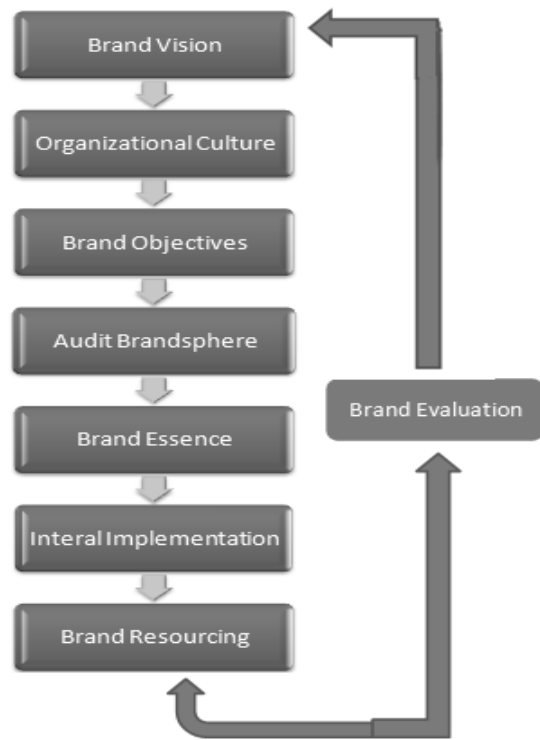 Brand Vision
Organizational Culture
Brand Objectives
Audit Brandsphere
Brand Evaluation
Brand Essence
Interal Implementation
Brand Resourcing